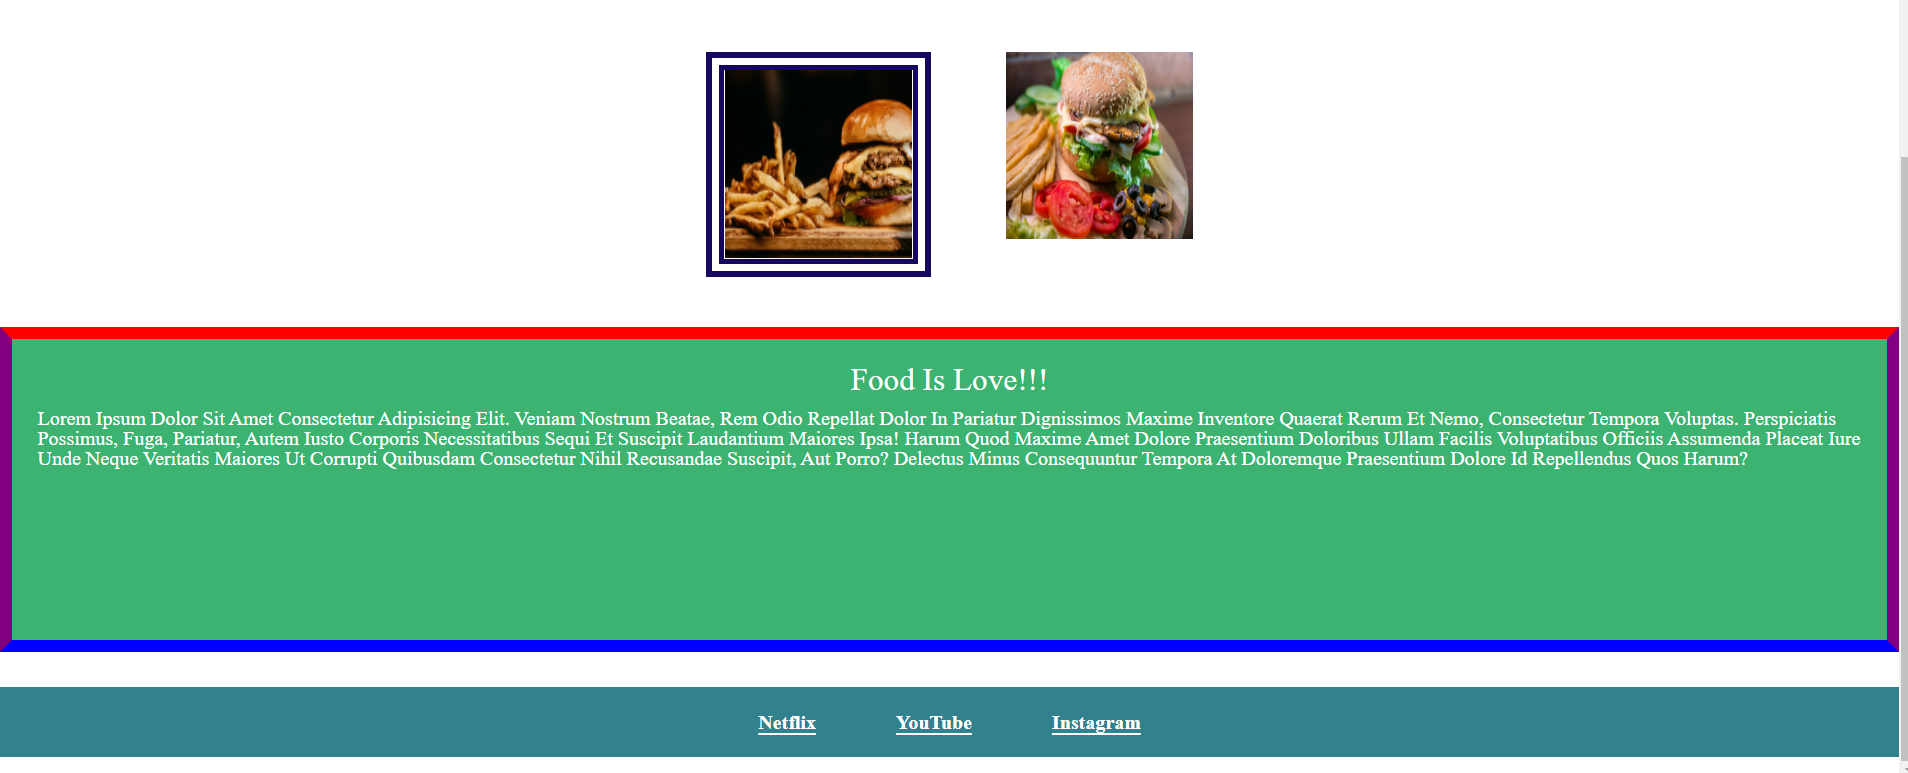 Food Is Love!!!
Lorem Ipsum Dolor Sit Amet Consectetur Adipisicing Elit. Veniam Nostrum Beatae, Rem Odio Repellat Dolor In Pariatur Dignissimos Maxime Inventore Quaerat Rerum Et Nemo, Consectetur Tempora Voluptas. Perspiciatis
Possimus, Fuga, Pariatur, Autem Iusto Corporis Necessitatibus Sequi Et Suscipit Laudantium Maiores Ipsa! Harum Quod Maxime Amet Dolore Praesentium Doloribus Ullam Facilis Voluptatibus Officiis Assumenda Placeat Iure
Unde Neque Veritatis Maiores Ut Corrupti Quibusdam Consectetur Nihil Recusandae Suscipit, Aut Porro? Delectus Minus Consequuntur Tempora At Doloremque Praesentium Dolore Id Repellendus Quos Harum?
Netflix YouTube Instagram